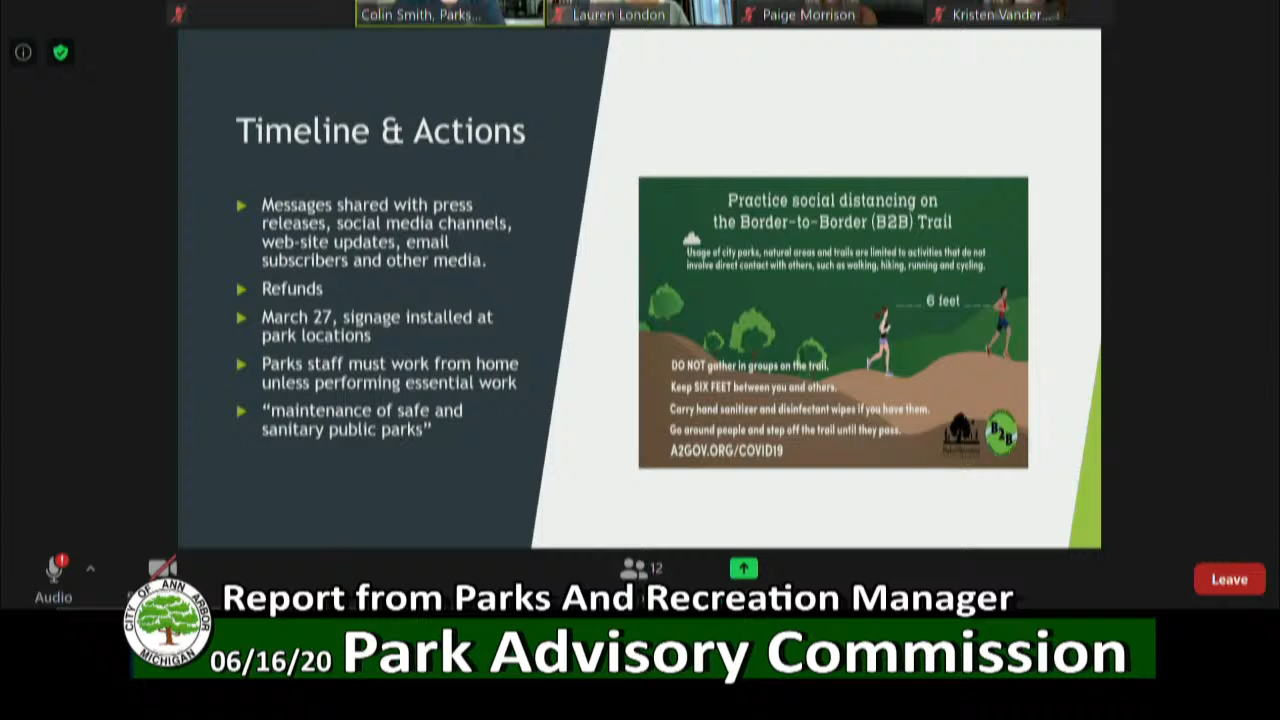 Colin Smith, Parks...
Lauren London
Paige Morrison
Kristen Vander...
Timeline & Actions
Messages shared with press
releases, social media channels,
web-site updates, email
subscribers and other media.
Refunds
March 27, signage installed at
park locations
Parks staff must work from home
unless performing essential work
“maintenance of safe and
sanitary public parks”
Practice social distancing on
the Border-to-Border (B2B) Trail
Usage of city parks, natural areas and trails are limited to activities that do not
involve direct contact with others, such as walking, hiking, running and cycling.
6 feet
DO NOT gather in groups on the trail.
Keep SIX FEET between you and others.
Carry hand sanitizer and disinfectant wipes if you have them.
Go around people and step off the trail until they pass.
A2GOV.ORG/COVID19
B2B
12
Audio
Leave
CITY OF ANN ARBOR
MICHIGAN
Report from Parks And Recreation Manager
06/16/20 Park Advisory Commission